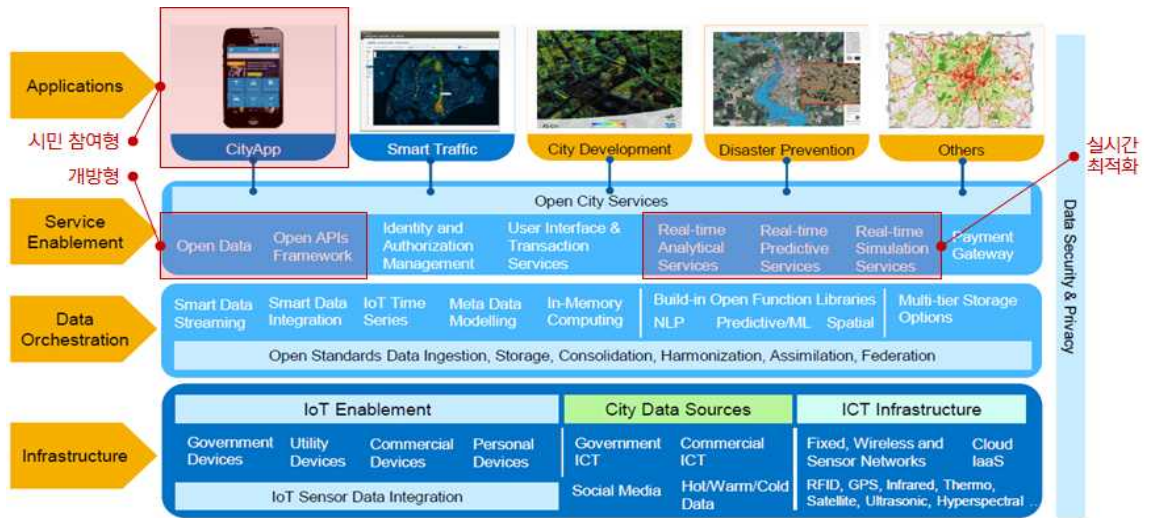 Applications
CityApp
Smart Traffic
City Development
Disaster Prevention
Others
시민 참여형
개방형
실시간
최적화
Service
Enablement
Open City Services
Open Data
Open APIs
Framework
Identity and
Authorization
Management
User Interface &
Transaction
Services
Real-time
Analytical
Services
Real-time
Predictive
Services
Real-time
Simulation
Services
Payment
Gateway
Data
Orchestration
Smart Data
Streaming
Smart Data
Integration
IoT Time
Series
Meta Data
Modelling
In-Memory
Computing
Build-in Open Function Libraries
NLP
Predictive/ML
Spatial
Multi-tier Storage
Options
Open Standards Data Ingestion, Storage, Consolidation, Harmonization, Assimilation, Federation
Infrastructure
IoT Enablement
Government
Devices
Utility
Devices
Commercial
Devices
Personal
Devices
IoT Sensor Data Integration
City Data Sources
Government
ICT
Commercial
ICT
Social Media
Hot/Warm/Cold
Data
ICT Infrastructure
Fixed, Wireless and
Sensor Networks
Cloud
IaaS
RFID, GPS, Infrared, Thermo,
Satellite, Ultrasonic, Hyperspectral ...
Data Security & Privacy